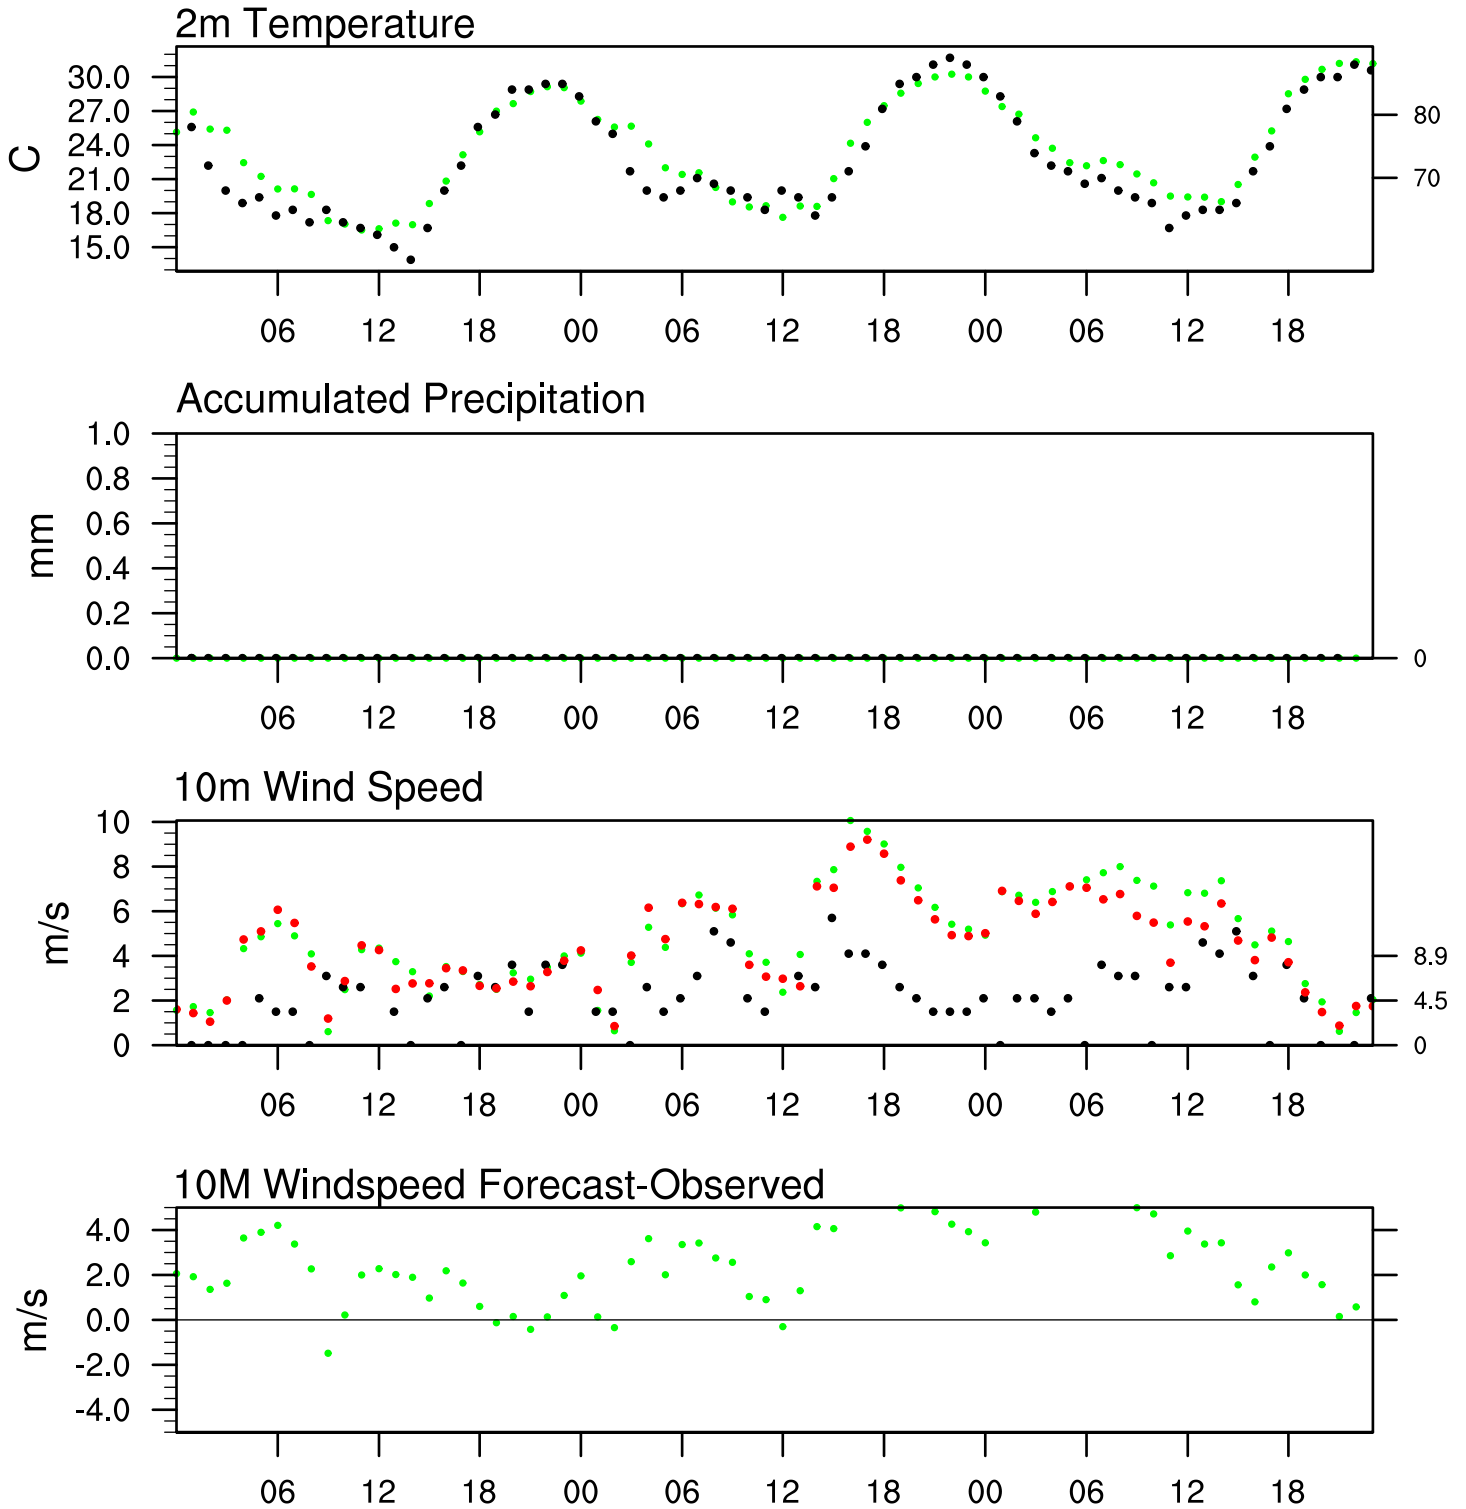 2m Temperature
30.0
27.0
24.0
21.0
18.0
15.0
C
80
70
06 12 18 00 06 12 18 00 06 12 18
Accumulated Precipitation
1.0
0.8
0.6
0.4
0.2
0.0
mm
0
06 12 18 00 06 12 18 00 06 12 18
10m Wind Speed
10
8
6
4
2
0
m/s
8.9
4.5
0
06 12 18 00 06 12 18 00 06 12 18
10M Windspeed Forecast-Observed
4.0
2.0
0.0
-2.0
-4.0
m/s
06 12 18 00 06 12 18 00 06 12 18